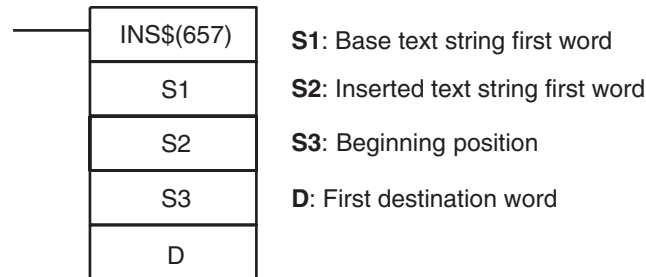 INS$(657)
S1
S2
S3
D
S1: Base text string first word
S2: Inserted text string first word
S3: Beginning position
D: First destination word